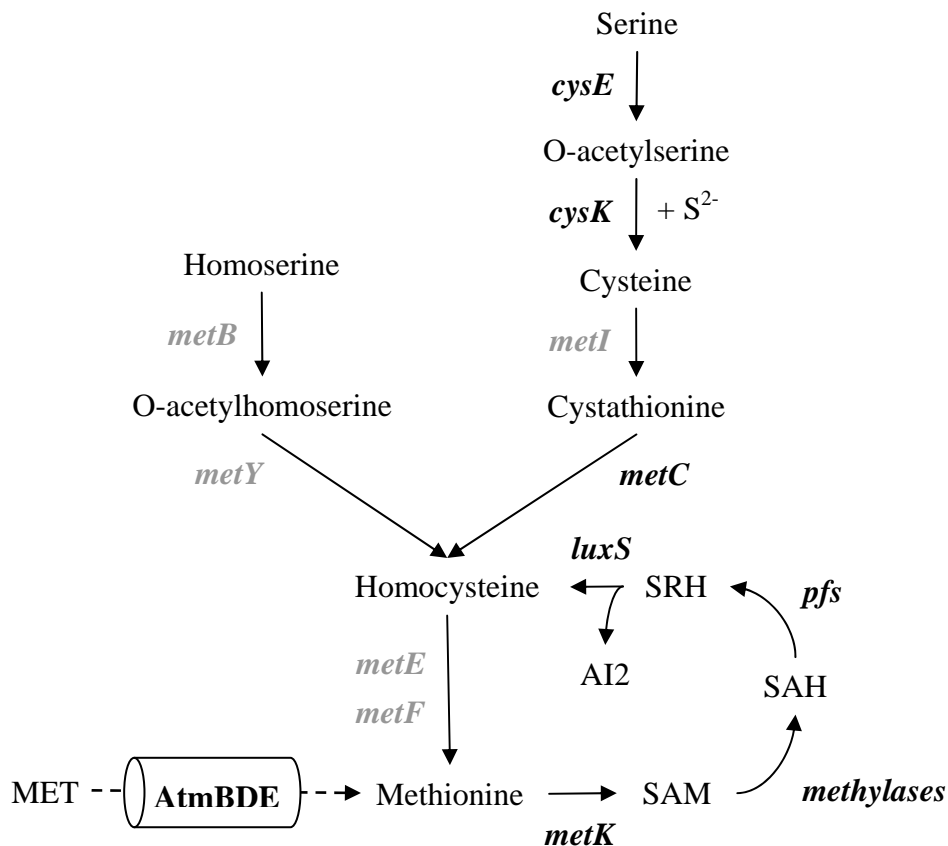 Serine
cysE
O-acetylserine
cysK + S2-
Homoserine
Cysteine
metB
metI
O-acetylhomoserine
Cystathionine
metY
metC
luxS
Homocysteine
SRH
pfs
metE
AI2
SAH
metF
MET
AtmBDE
Methionine
SAM
methylases
metK